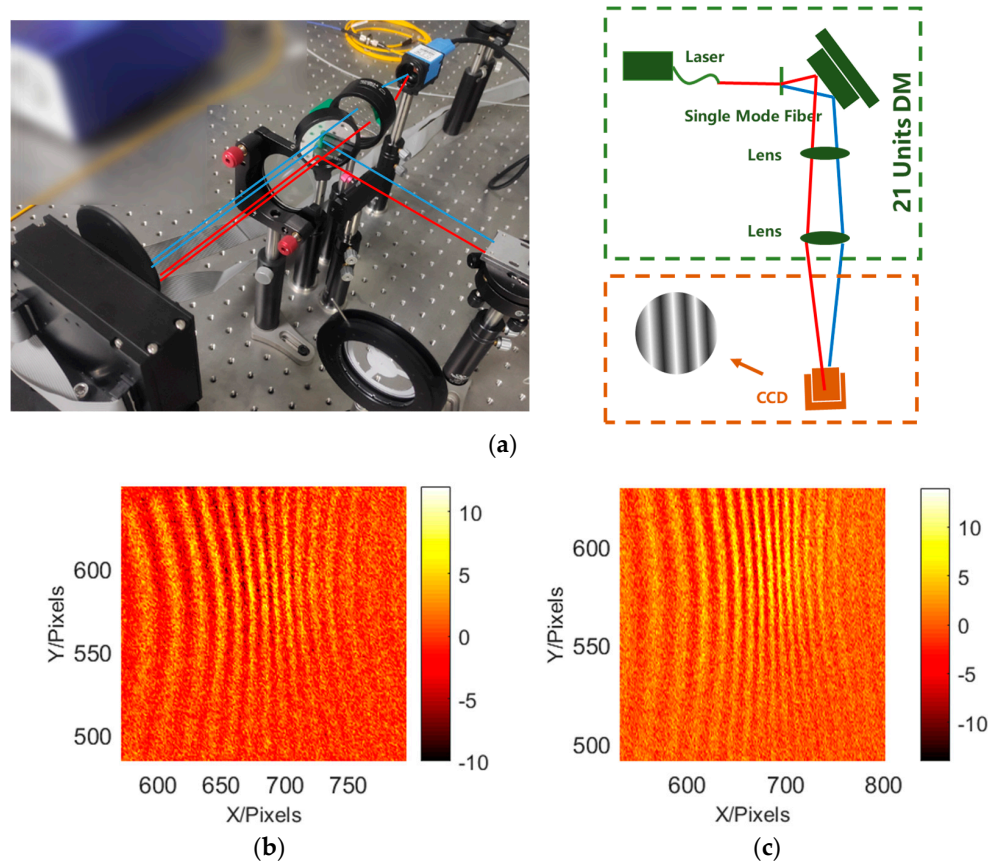 Laser
Single Mode Fiber
Lens
Lens
21 Units DM
CCD
(a)
10
5
0
-5
-10
600
550
500
Y/Pixels
600 650 700 750
X/Pixels
(b)
10
5
0
-5
-10
600
550
500
Y/Pixels
600 700 800
X/Pixels
(c)